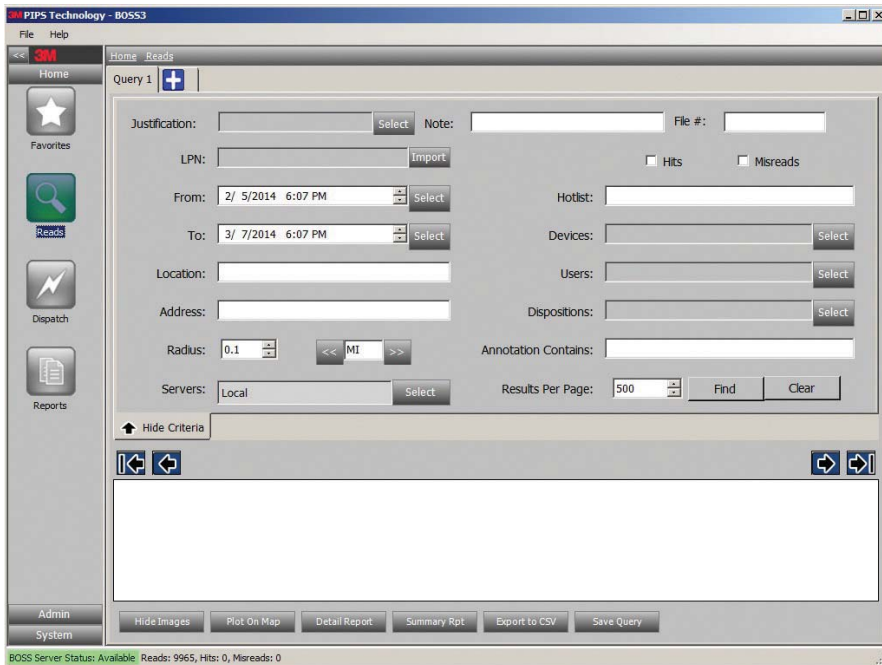 3M PIPS Technology - BOSS3
File Help
<< 3M
Home
Favorites
Reads
Dispatch
Reports
Admin
System
Home Reads
Query 1
Justification: Select Note: File #:
LPN: Import Hits Misreads
From: 2/ 5/2014 6:07 PM Select Hotlist:
To: 3/ 7/2014 6:07 PM Select Devices: Select
Location: Users: Select
Address: Dispositions: Select
Radius: 0.1 << MI >> Annotation Contains:
Servers: Local Select Results Per Page: 500 Find Clear
Hide Criteria
Hide Images Plot On Map Detail Report Summary Rpt Export to CSV Save Query
BOSS Server Status: Available Reads: 9965, Hits: 0, Misreads: 0